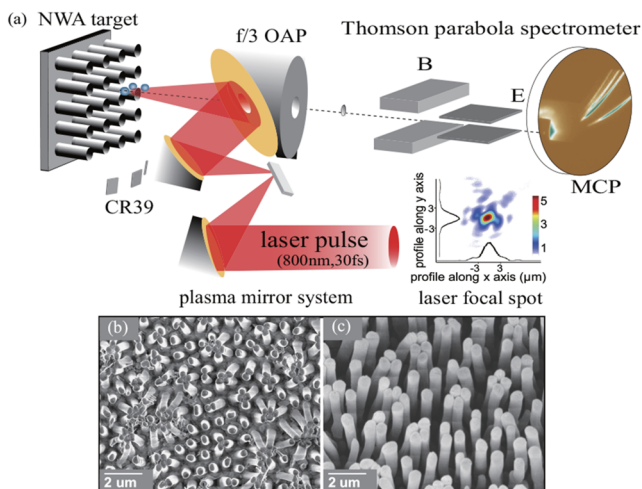 (a) NWA target
f/3 OAP
Thomson parabola spectrometer
B
E
MCP
CR39
laser pulse
(800nm,30fs)
plasma mirror system
profile along y axis
3
-3
5
3
1
-3 3
profile along x axis (μm)
laser focal spot
(b)
2 um
(c)
2 um